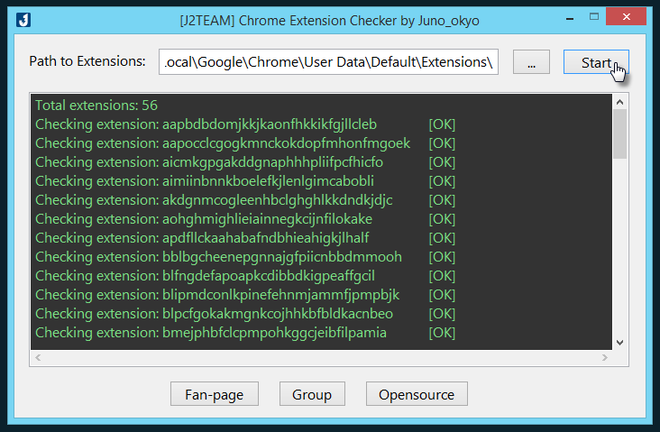 [J2TEAM] Chrome Extension Checker by Juno_okyo
Path to Extensions: .ocal\Google\Chrome\User Data\Default\Extensions\ ... Start
Total extensions: 56
Checking extension: aapbdbdomjkkjkaonfhkkikfgjllcleb [OK]
Checking extension: aapocclcgogkmnckokdopfmhonfmgoek [OK]
Checking extension: aicmkgpgakddgnaphhhpliifpcfhicfo [OK]
Checking extension: aimiinbnnkboelefkjlenlgimcabobli [OK]
Checking extension: akdgnmcogleenhbclghghlkkdndkjdjc [OK]
Checking extension: aohghmighlieiainnegkcijnfilokake [OK]
Checking extension: apdfllckaahabafndbhieahigkjlhalf [OK]
Checking extension: bblbgcheenepgnnajgfpiicnbbdmmooh [OK]
Checking extension: blfngdefapoapkcdibbdkigpeaffgcil [OK]
Checking extension: blipmdconlkpinefehnmjammfjpmpbjk [OK]
Checking extension: blpcfgokakmgnkcojhhkbfbldkacnbeo [OK]
Checking extension: bmejphbfclcpmpohkggcjeibfilpamia [OK]
Fan-page Group Opensource